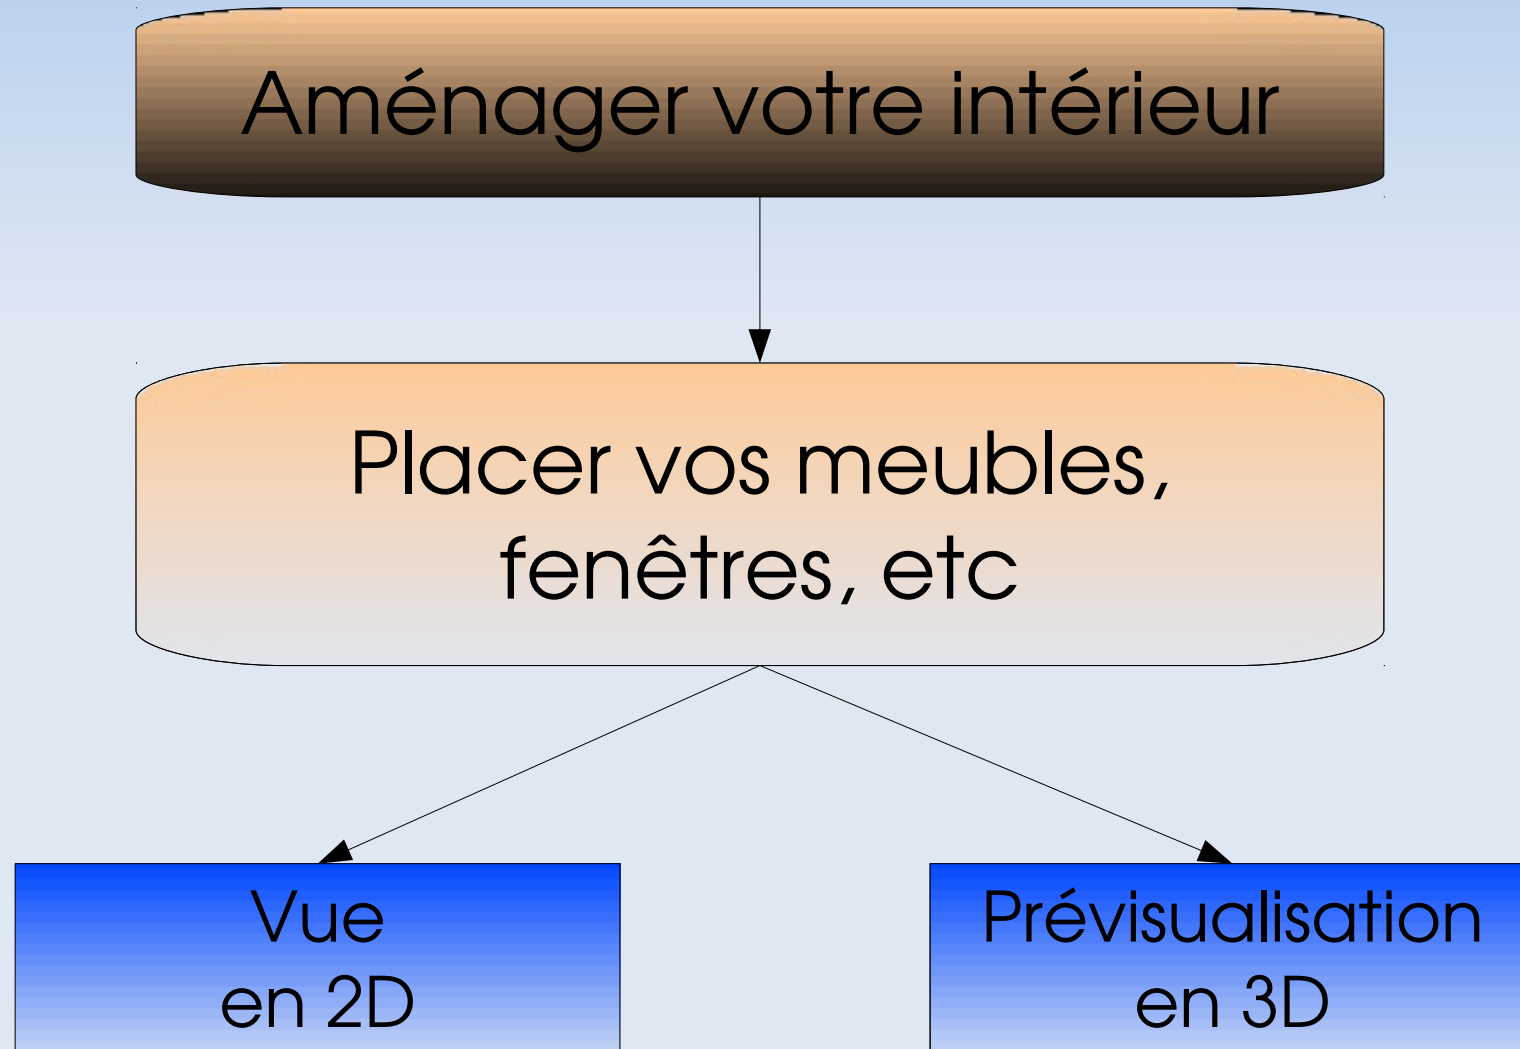 Aménager votre intérieur
Placer vos meubles,
fenêtres, etc
Vue
en 2D
Prévisualisation
en 3D